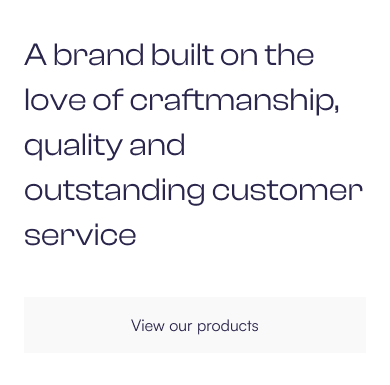 A brand built on the
love of craftmanship,
quality and
outstanding customer
service
View our products